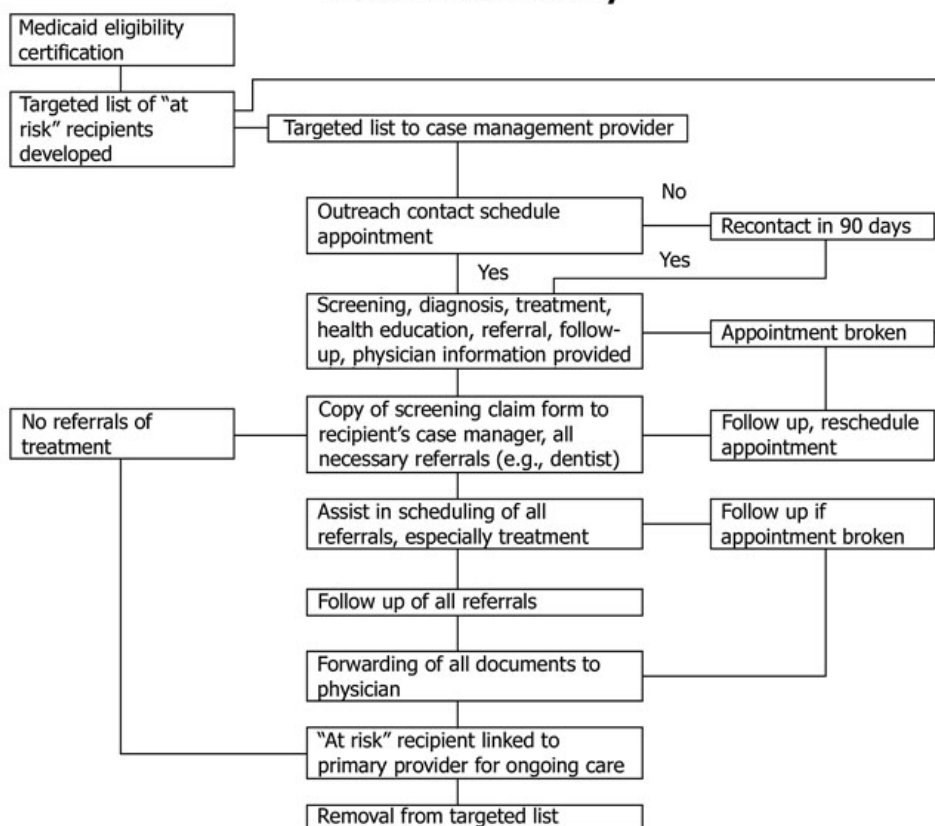 Medicaid eligibility
certification
Targeted list of “at
risk” recipients
developed
Targeted list to case management provider
No
Outreach contact schedule
appointment
Recontact in 90 days
Yes
Yes
Screening, diagnosis, treatment,
health education, referral, follow-
up, physician information provided
Appointment broken
No referrals of
treatment
Copy of screening claim form to
recipient’s case manager, all
necessary referrals (e.g., dentist)
Follow up, reschedule
appointment
Assist in scheduling of all
referrals, especially treatment
Follow up if
appointment broken
Follow up of all referrals
Forwarding of all documents to
physician
“At risk” recipient linked to
primary provider for ongoing care
Removal from targeted list